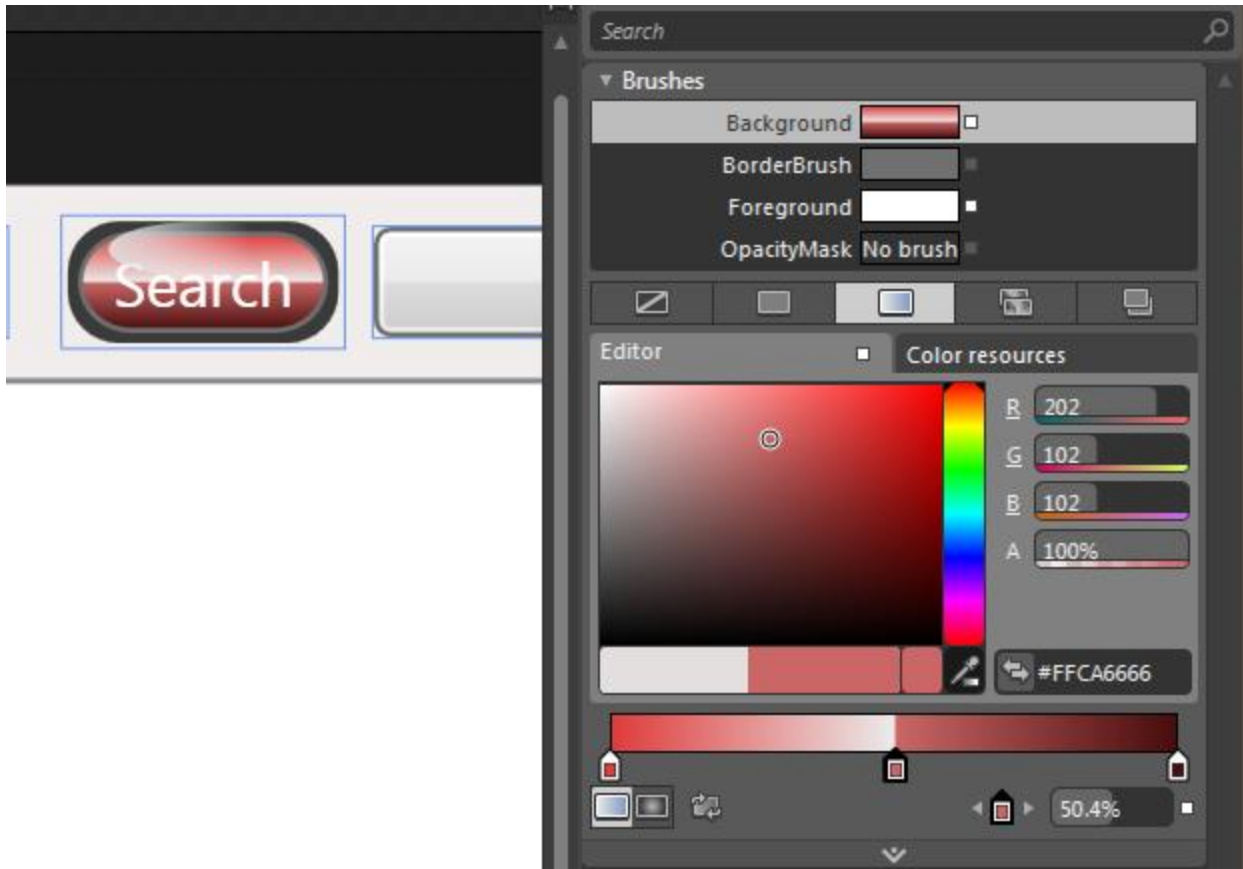 Search
Search
Brushes
Background
BorderBrush
Foreground
OpacityMask No brush
Editor
Color resources
R 202
G 102
B 102
A 100%
#FFCA6666
50.4%